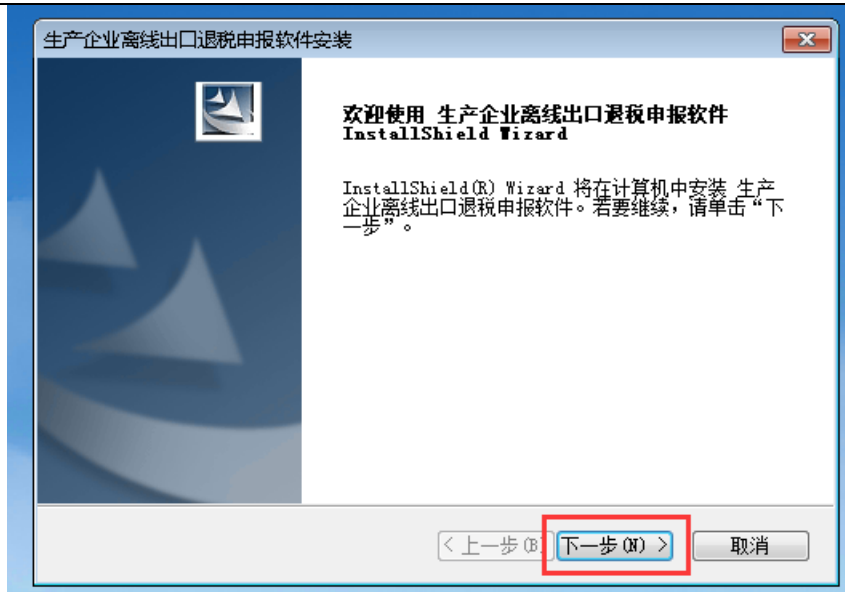 生产企业离线出口退税申报软件安装
欢迎使用 生产企业离线出口退税申报软件
InstallShield Wizard
InstallShield(R) Wizard 将在计算机中安装 生产
企业离线出口退税申报软件。若要继续，请单击“下
一步”。
< 上一步(B) 下一步(N) > 取消